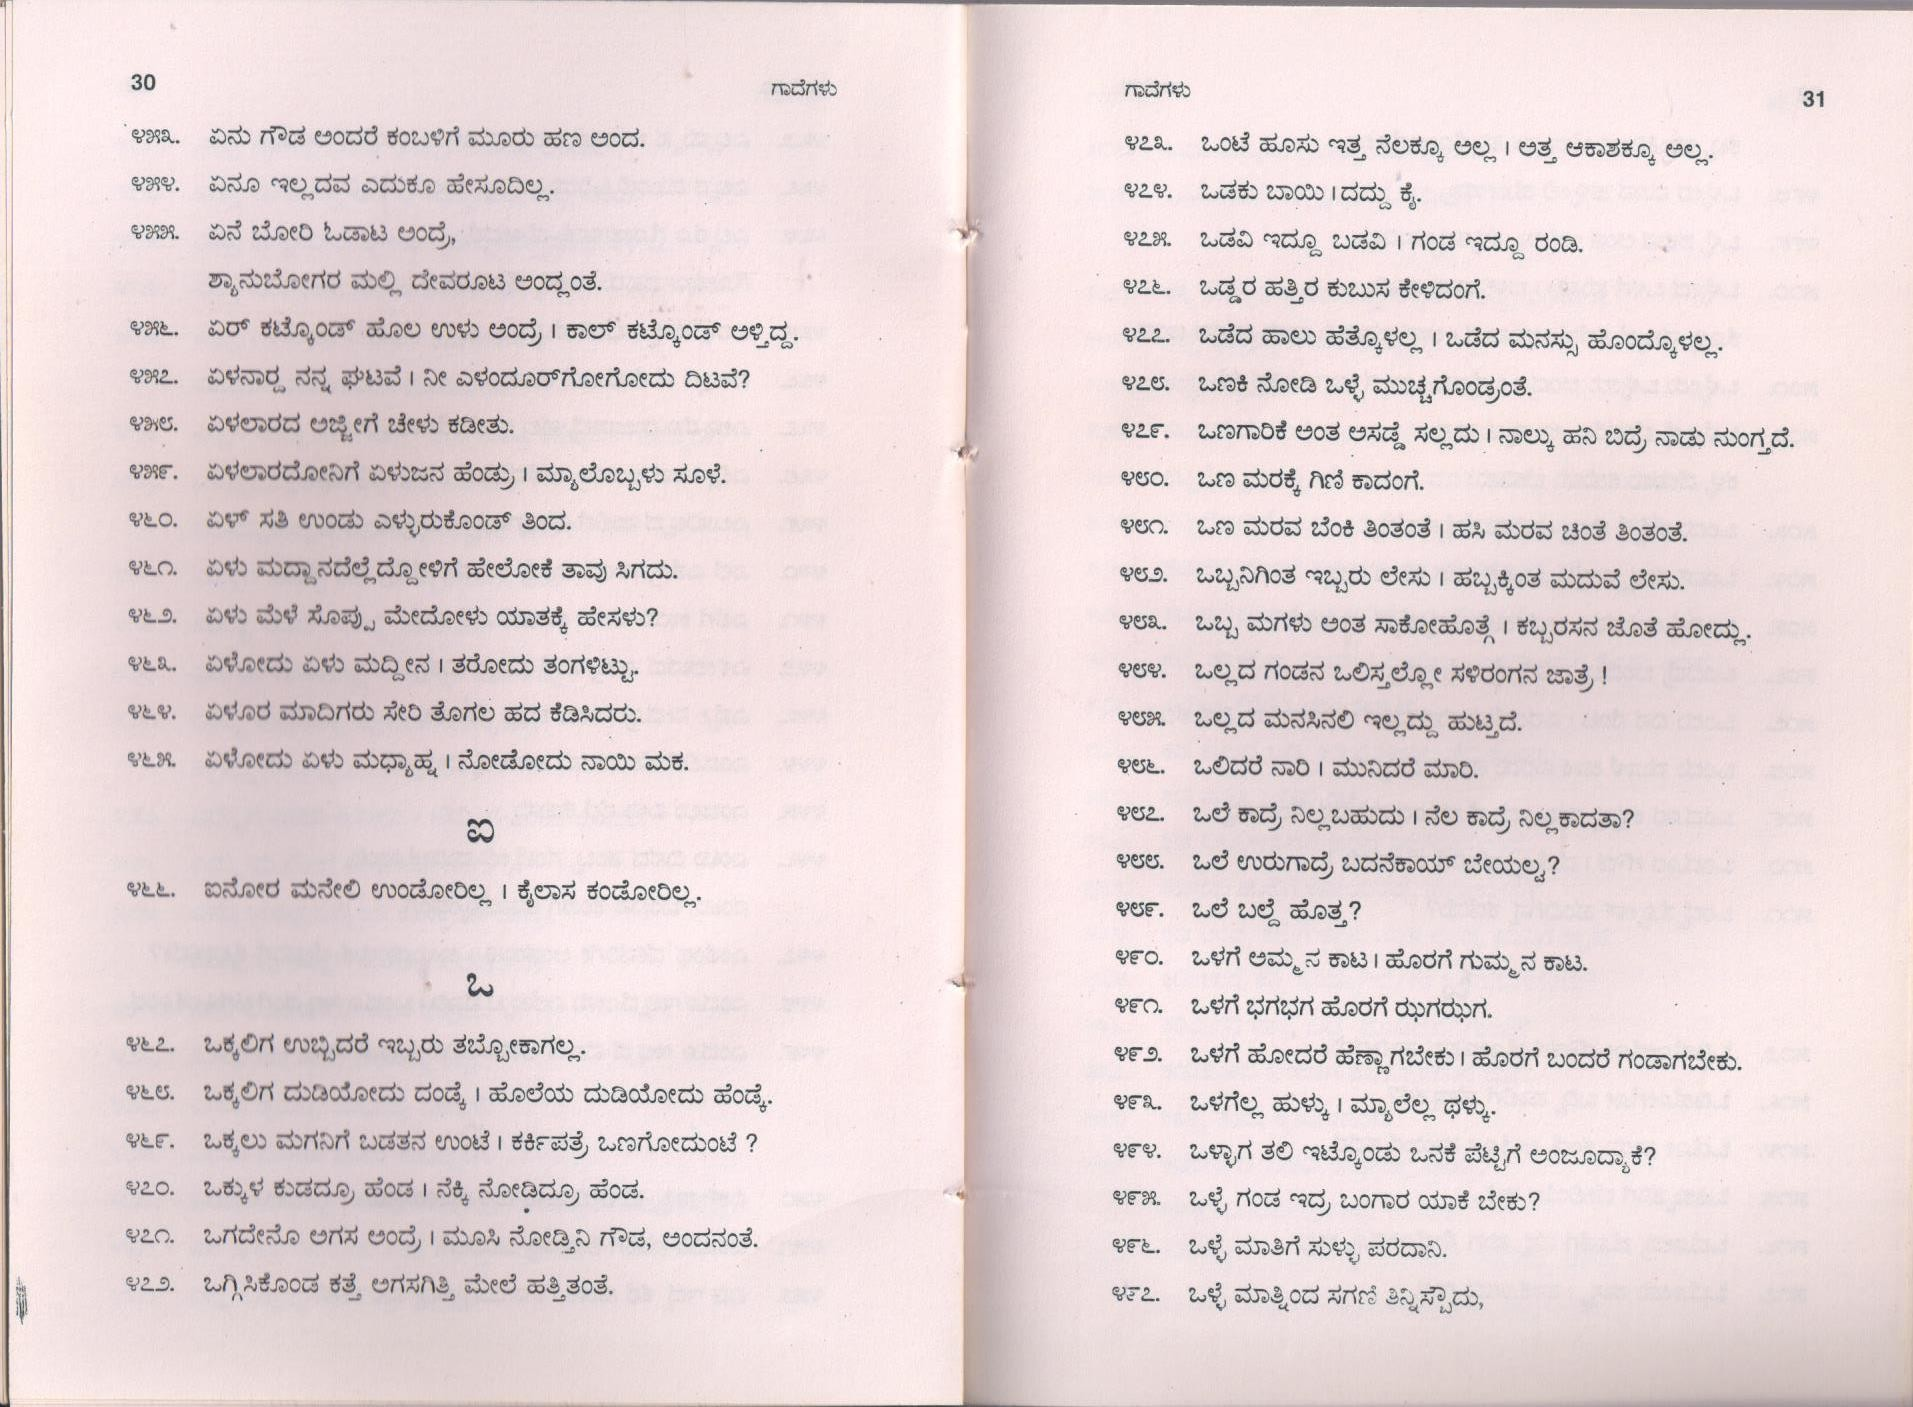 30
ಗಾದೆಗಳು
೪೫೩. ಏನು ಗೌಡ ಅಂದರೆ ಕಂಬಳಿಗೆ ಮೂರು ಹಣ ಅಂದ.
೪೫೪. ಏನೂ ಇಲ್ಲದವ ಎದುಕೂ ಹೇಸೂದಿಲ್ಲ.
೪೫೫. ಏನೆ ಬೋರಿ ಓಡಾಟ ಅಂದ್ರೆ,
ಶ್ಯಾನುಬೋಗರ ಮಲ್ಲಿ ದೇವರೂಟ ಅಂದ್ಲಂತೆ.
೪೫೬. ಏರ್ ಕಟ್ಕೊಂಡ್ ಹೊಲ ಉಳು ಅಂದ್ರೆ । ಕಾಲ್ ಕಟ್ಕೊಂಡ್ ಅಳ್ತಿದ್ದ.
೪೫೭. ಏಳನಾರ್‍ದ ನನ್ನ ಘಟವೆ । ನೀ ಎಳಂದೂರ್‌ಗೋಗೋದು ದಿಟವೆ?
೪೫೮. ಏಳಲಾರದ ಅಜ್ಜೀಗೆ ಚೇಳು ಕಡೀತು.
೪೫೯. ಏಳಲಾರದೋನಿಗೆ ಏಳುಜನ ಹೆಂಡ್ರು । ಮ್ಯಾಲೊಬ್ಬಳು ಸೂಳೆ.
೪೬೦. ಏಳ್ ಸತಿ ಉಂಡು ಎಳ್ಳುರುಕೊಂಡ್ ತಿಂದ.
೪೬೧. ಏಳು ಮದ್ದಾನದೆಲ್ಲೆದ್ದೋಳಿಗೆ ಹೇಲೋಕೆ ತಾವು ಸಿಗದು.
೪೬೨. ಏಳು ಮೆಳೆ ಸೊಪ್ಪು ಮೇದೋಳು ಯಾತಕ್ಕೆ ಹೇಸಳು?
೪೬೩. ಏಳೋದು ಏಳು ಮದ್ದೀನ । ತರೋದು ತಂಗಳಿಟ್ಟು.
೪೬೪. ಏಳೂರ ಮಾದಿಗರು ಸೇರಿ ತೊಗಲ ಹದ ಕೆಡಿಸಿದರು.
೪೬೫. ಏಳೋದು ಏಳು ಮಧ್ಯಾಹ್ನ । ನೋಡೋದು ನಾಯಿ ಮಕ.
ಐ
೪೬೬. ಐನೋರ ಮನೇಲಿ ಉಂಡೋರಿಲ್ಲ । ಕೈಲಾಸ ಕಂಡೋರಿಲ್ಲ.
ಒ
೪೬೭. ಒಕ್ಕಲಿಗ ಉಬ್ಬಿದರೆ ಇಬ್ಬರು ತಬ್ಬೋಕಾಗಲ್ಲ.
೪೬೮. ಒಕ್ಕಲಿಗ ದುಡಿಯೋದು ದಂಡ್ಕೆ । ಹೊಲೆಯ ದುಡಿಯೋದು ಹೆಂಡ್ಕೆ.
೪೬೯. ಒಕ್ಕಲು ಮಗನಿಗೆ ಬಡತನ ಉಂಟೆ । ಕರ್ಕಿಪತ್ರೆ ಒಣಗೋದುಂಟೆ ?
೪೭೦. ಒಕ್ಕುಳ ಕುಡದ್ರೂ ಹೆಂಡ । ನೆಕ್ಕಿ ನೋಡಿದ್ರೂ ಹೆಂಡ.
೪೭೧. ಒಗದೇನೊ ಅಗಸ ಅಂದ್ರೆ । ಮೂಸಿ ನೋಡ್ತಿನಿ ಗೌಡ, ಅಂದನಂತೆ.
೪೭೨. ಒಗ್ಗಿಸಿಕೊಂಡ ಕತ್ತೆ ಅಗಸಗಿತ್ತಿ ಮೇಲೆ ಹತ್ತಿತಂತೆ.
ಗಾದೆಗಳು
31
೪೭೩. ಒಂಟೆ ಹೂಸು ಇತ್ತ ನೆಲಕ್ಕೂ ಅಲ್ಲ । ಅತ್ತ ಆಕಾಶಕ್ಕೂ ಅಲ್ಲ.
೪೭೪. ಒಡಕು ಬಾಯಿ । ದದ್ದು ಕೈ.
೪೭೫. ಒಡವಿ ಇದ್ದೂ ಬಡವಿ । ಗಂಡ ಇದ್ದೂ ರಂಡಿ.
೪೭೬. ಒಡ್ಡರ ಹತ್ತಿರ ಕುಬುಸ ಕೇಳಿದಂಗೆ.
೪೭೭. ಒಡೆದ ಹಾಲು ಹೆತ್ಕೊಳಲ್ಲ । ಒಡೆದ ಮನಸ್ಸು ಹೊಂದ್ಕೊಳಲ್ಲ.
೪೭೮. ಒಣಕಿ ನೋಡಿ ಒಳ್ಳೆ ಮುಚ್ಚಗೊಂಡ್ರಂತೆ.
೪೭೯. ಒಣಗಾರಿಕೆ ಅಂತ ಅಸಡ್ಡೆ ಸಲ್ಲದು । ನಾಲ್ಕು ಹನಿ ಬಿದ್ರೆ ನಾಡು ನುಂಗ್ತದೆ.
೪೮೦. ಒಣ ಮರಕ್ಕೆ ಗಿಣಿ ಕಾದಂಗೆ.
೪೮೧. ಒಣ ಮರವ ಬೆಂಕಿ ತಿಂತಂತೆ । ಹಸಿ ಮರವ ಚಿಂತೆ ತಿಂತಂತೆ.
೪೮೨. ಒಬ್ಬನಿಗಿಂತ ಇಬ್ಬರು ಲೇಸು । ಹಬ್ಬಕ್ಕಿಂತ ಮದುವೆ ಲೇಸು.
೪೮೩. ಒಬ್ಬ ಮಗಳು ಅಂತ ಸಾಕೋಹೊತ್ಗೆ । ಕಬ್ಬರಸನ ಜೊತೆ ಹೋದ್ಲು.
೪೮೪. ಒಲ್ಲದ ಗಂಡನ ಒಲಿಸ್ತಲ್ಲೋ ಸಳಿರಂಗನ ಜಾತ್ರೆ !
೪೮೫. ಒಲ್ಲದ ಮನಸಿನಲಿ ಇಲ್ಲದ್ದು ಹುಟ್ತದೆ.
೪೮೬. ಒಲಿದರೆ ನಾರಿ । ಮುನಿದರೆ ಮಾರಿ.
೪೮೭. ಒಲೆ ಕಾದ್ರೆ ನಿಲ್ಲಬಹುದು । ನೆಲ ಕಾದ್ರೆ ನಿಲ್ಲಕಾದತಾ?
೪೮೮. ಒಲೆ ಉರುಗಾದ್ರೆ ಬದನೆಕಾಯ್ ಬೇಯಲ್ವ?
೪೮೯. ಒಲೆ ಬಲ್ದೆ ಹೊತ್ತ ?
೪೯೦. ಒಳಗೆ ಅಮ್ಮನ ಕಾಟ । ಹೊರಗೆ ಗುಮ್ಮನ ಕಾಟ.
೪೯೧. ಒಳಗೆ ಭಗಭಗ ಹೊರಗೆ ಝಗಝಗ.
೪೯೨. ಒಳಗೆ ಹೋದರೆ ಹೆಣ್ಣಾಗಬೇಕು । ಹೊರಗೆ ಬಂದರೆ ಗಂಡಾಗಬೇಕು.
೪೯೩. ಒಳಗೆಲ್ಲ ಹುಳ್ಕು । ಮ್ಯಾಲೆಲ್ಲ ಥಳ್ಕು.
೪೯೪. ಒಳ್ಳಾಗ ತಲಿ ಇಟ್ಕೊಂಡು ಒನಕೆ ಪೆಟ್ಟಿಗೆ ಅಂಜೂದ್ಯಾಕೆ?
೪೯೫. ಒಳ್ಳೆ ಗಂಡ ಇದ್ರ ಬಂಗಾರ ಯಾಕೆ ಬೇಕು?
೪೯೬. ಒಳ್ಳೆ ಮಾತಿಗೆ ಸುಳ್ಳು ಪರದಾನಿ.
೪೯೭. ಒಳ್ಳೆ ಮಾತ್ನಿಂದ ಸಗಣಿ ತಿನ್ನಿಸ್ಬೌದು,